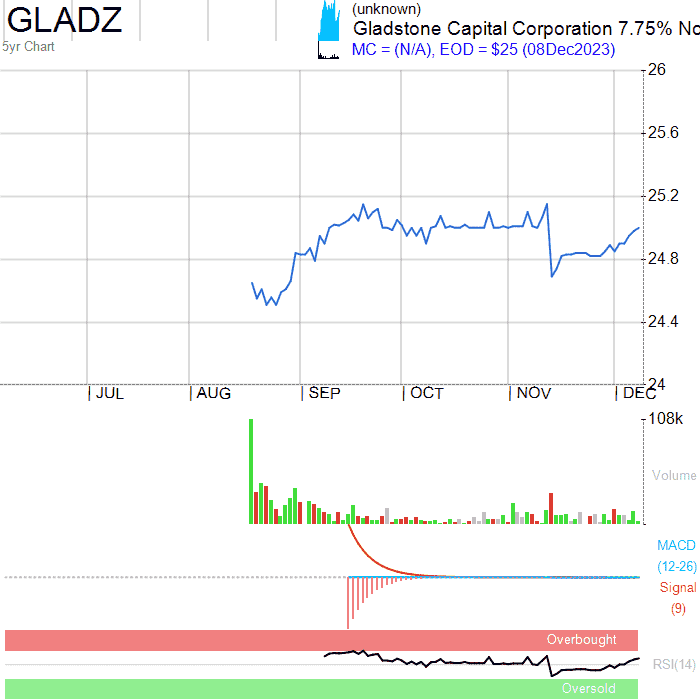 GLADZ
5yr Chart
(unknown)
Gladstone Capital Corporation 7.75% No
MC = (N/A), EOD = $25 (08Dec2023)
26
25.6
25.2
24.8
24.4
24
JUL AUG SEP OCT NOV DEC
108k
Volume
MACD
(12-26)
Signal
(9)
Overbought
RSI(14)
Oversold